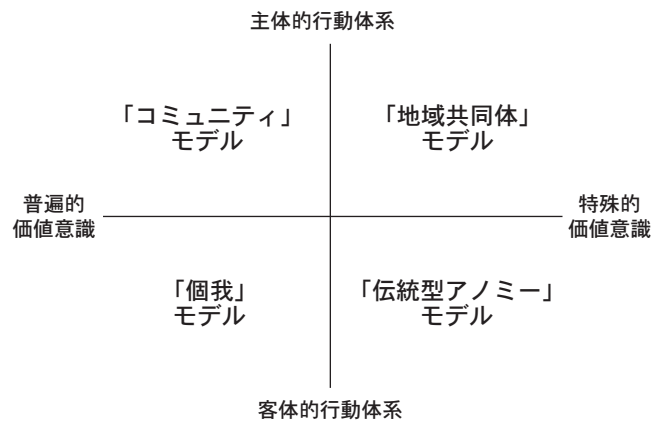 主体的行動体系
「コミュニティ」
モデル
「地域共同体」
モデル
普遍的
価値意識
特殊的
価値意識
「個我」
モデル
「伝統型アノミー」
モデル
客体的行動体系